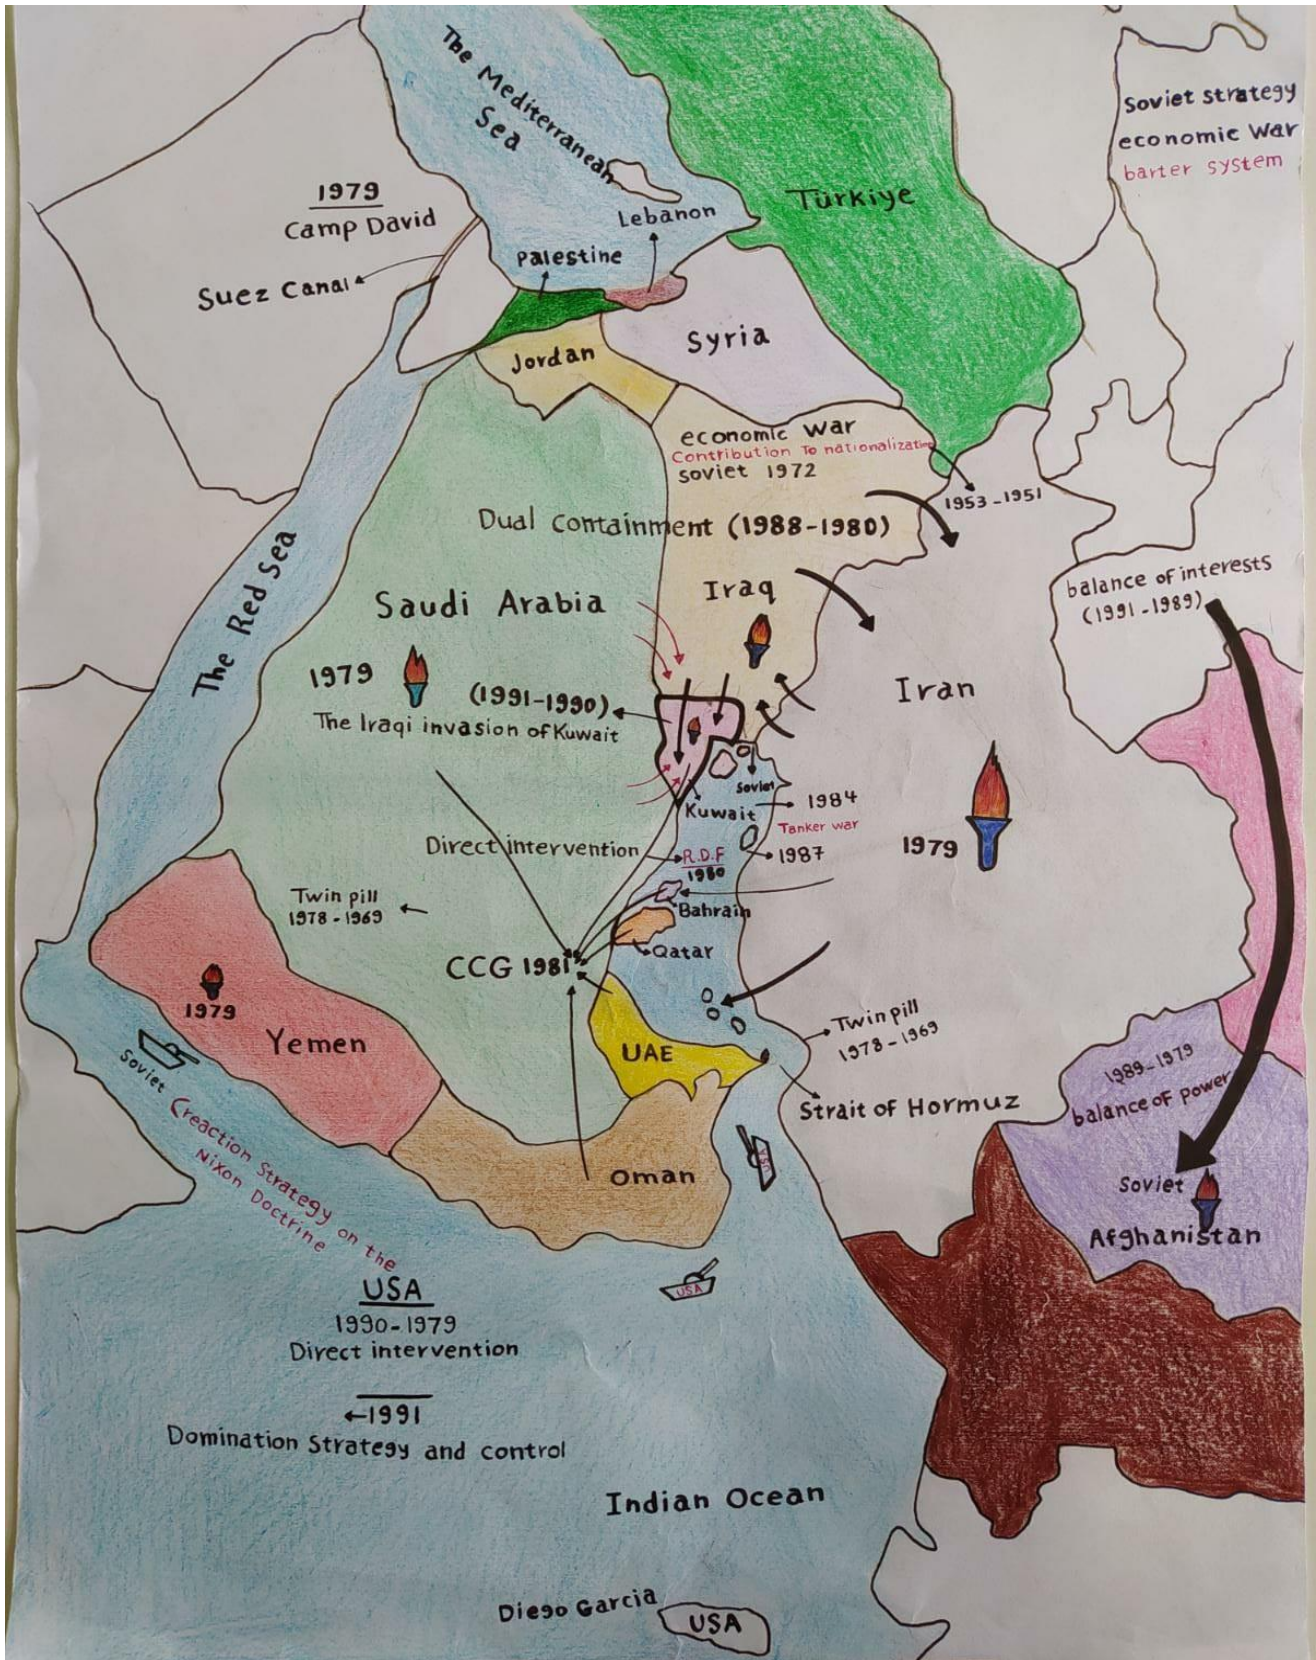 The Mediterranean
Sea
Soviet strategy
economic War
barter system
1979
Camp David
Türkiye
Lebanon
Palestine
Suez Canal
Syria
Jordan
economic war
Contribution To nationalization
soviet 1972
1953-1951
Dual containment (1988-1980)
balance of interests
(1991-1989)
The Red Sea
Saudi Arabia
Iraq
1979
(1991-1990)
The Iraqi invasion of Kuwait
Iran
Soviet
Kuwait
1984
Tanker war
1987
Direct intervention
R.D.F
1980
1979
Twin pill
1978-1969
Bahrain
Qatar
CCG 1981
1979
Yemen
Twin pill
1978-1969
UAE
Strait of Hormuz
1989-1979
balance of power
Soviet
Creaction Strategy on the
Nixon Doctrine
USA
Oman
Soviet
Afghanistan
USA
USA
1990-1979
Direct intervention
1991
Domination Strategy and control
Indian Ocean
Diego Garcia
USA